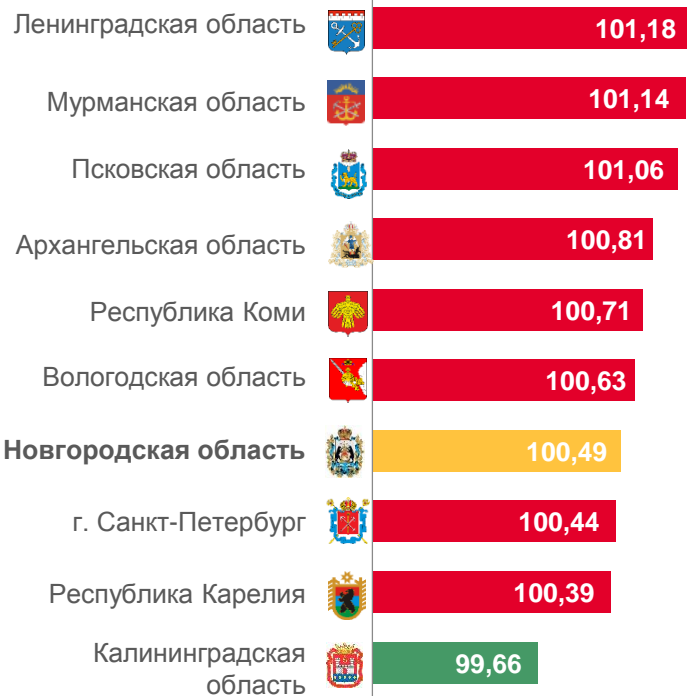 Ленинградская область 101,18
Мурманская область 101,14
Псковская область 101,06
Архангельская область 100,81
Республика Коми 100,71
Вологодская область 100,63
Новгородская область 100,49
г. Санкт-Петербург 100,44
Республика Карелия 100,39
Калининградская
область 99,66